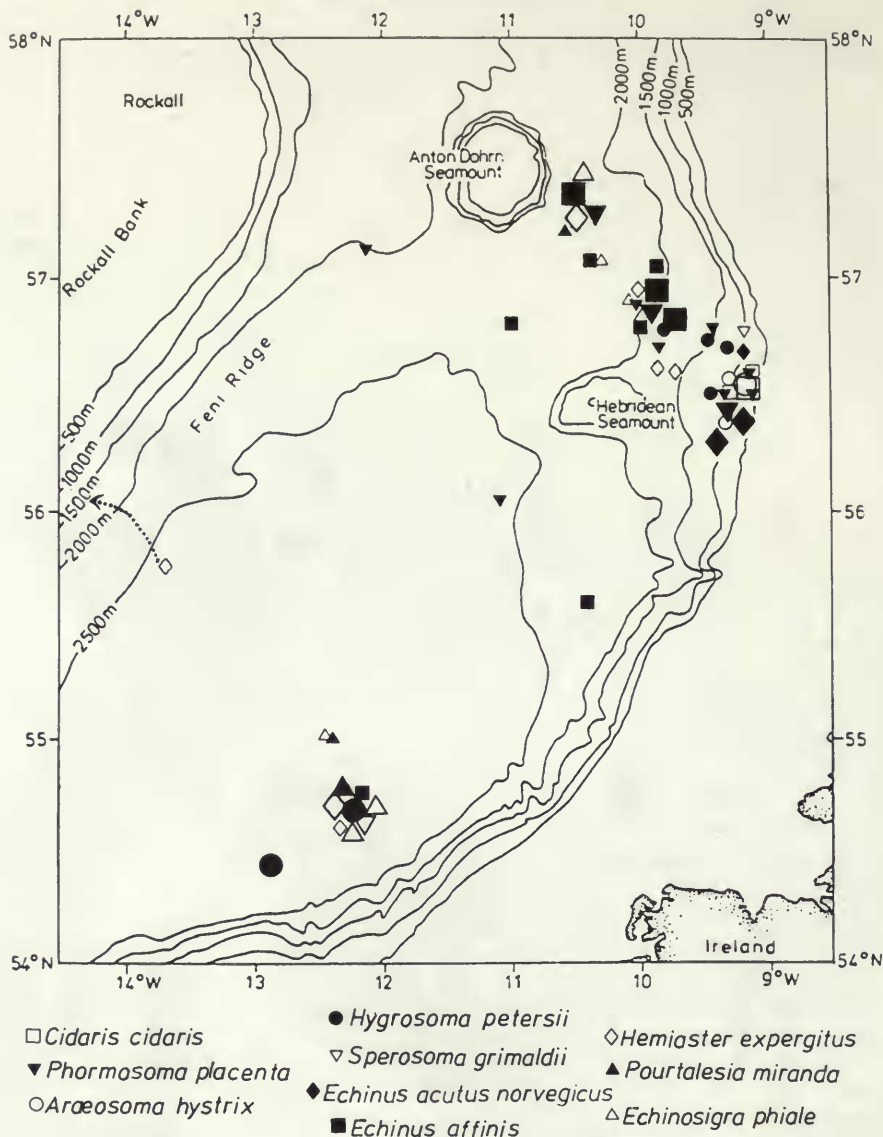 14°W 13 12 11 10 9°W
58°N 58°N
2000m
1500m
1000m
500m
Rockall
Anton Dohrn
Seamount
Rockall Bank
57 57
Feni Ridge
Hebridean
Seamount
500m
1000m
1500m
2000m
2500m
56 56
55 55
Ireland
54°N 54°N
14°W 13 12 11 10 9°W
□ Cidaris cidaris
▼ Phormosoma placenta
○ Aræosoma hystrix
● Hygrosoma petersii
▽ Sperosoma grimaldii
◆ Echinus acutus norvegicus
■ Echinus affinis
◇ Hemiaster expergitus
▲ Pourtalesia miranda
△ Echinosigra phiale